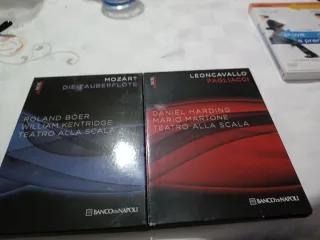 MOZART
DIE ZAUBERFLÖTE
ROLAND BÖER
WILLIAM KENTRIDGE
TEATRO ALLA SCALA
BANCO DI NAPOLI
LEONCAVALLO
PAGLIACCI
DANIEL HARDING
MARIO MARTONE
TEATRO ALLA SCALA
BANCO DI NAPOLI